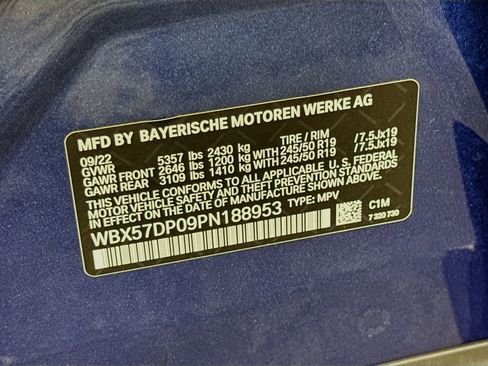 MFD BY BAYERISCHE MOTOREN WERKE AG
09/22 5357 lbs 2430 kg TIRE / RIM
GVWR
GAWR FRONT 2646 lbs 1200 kg WITH 245/50 R19 /7.5Jx19
GAWR REAR 3109 lbs 1410 kg WITH 245/50 R19 /7.5Jx19
THIS VEHICLE CONFORMS TO ALL APPLICABLE U.S. FEDERAL
MOTOR VEHICLE SAFETY AND THEFT PREVENTION STANDARDS
IN EFFECT ON THE DATE OF MANUFACTURE SHOWN ABOVE.
WBX57DP09PN188953 TYPE: MPV C1M
7 320 730